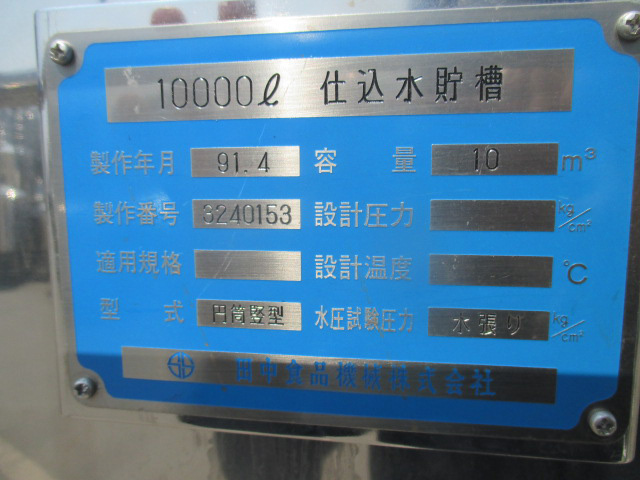 10000ℓ 仕込水貯槽
製作年月 91.4 容量 10 m³
製作番号 3240153 設計圧力 kg/cm²
適用規格 設計温度 ℃
型式 円筒竪型 水圧試験圧力 水張り kg/cm²
田中食品機械株式会社